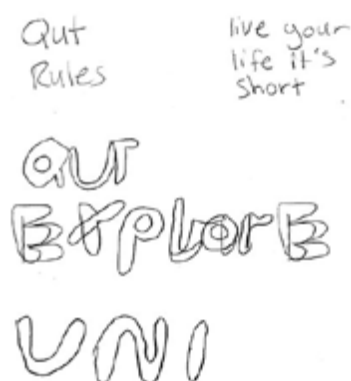 Qut
Rules
live your
life it's
short
QUT
ExplorE
UNI